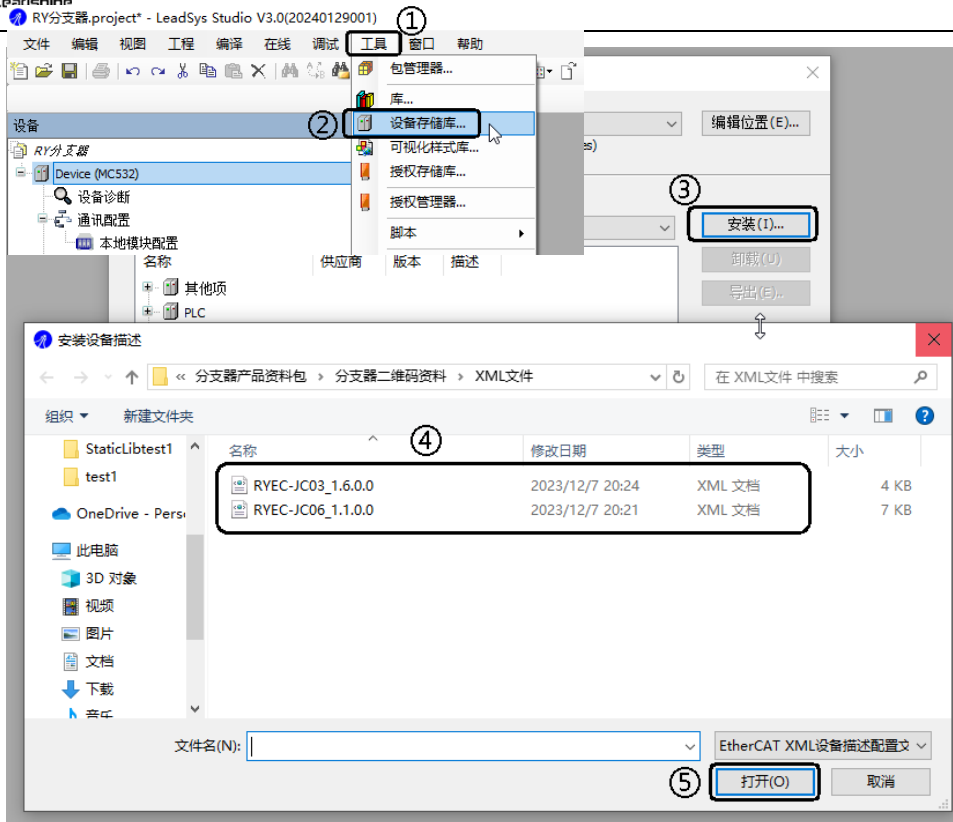 Leadshine
RY分支器.project* - LeadSys Studio V3.0(20240129001)
①
文件 编辑 视图 工程 编译 在线 调试 工具 窗口 帮助
包管理器...
库...
编辑位置(E)...
设备
②
设备存储库...
es)
RY分支器
可视化样式库...
Device (MC532)
授权存储库...
③
设备诊断
授权管理器...
通讯配置
安装(I)...
脚本
本地模块配置
名称 供应商 版本 描述
卸载(U)
其他项
导出(E)...
PLC
安装设备描述
« 分支器产品资料包 › 分支器二维码资料 › XML文件
在 XML文件 中搜索
组织 新建文件夹
StaticLibtest1
名称 ④ 修改日期 类型 大小
test1
RYEC-JC03_1.6.0.0 2023/12/7 20:24 XML 文档 4 KB
RYEC-JC06_1.1.0.0 2023/12/7 20:21 XML 文档 7 KB
OneDrive - Pers
此电脑
3D 对象
视频
图片
文档
下载
音乐
文件名(N):
EtherCAT XML设备描述配置文
⑤
打开(O) 取消